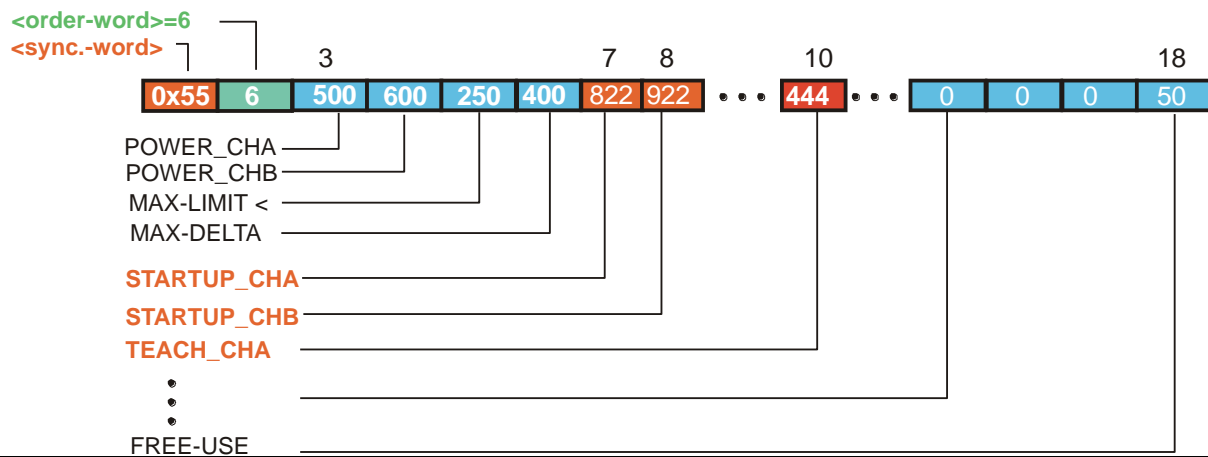 <order-word>=6
<sync.-word>
3 7 8 10 18
0x55 6 500 600 250 400 822 922 444 0 0 0 50
POWER_CHA
POWER_CHB
MAX-LIMIT <
MAX-DELTA
STARTUP_CHA
STARTUP_CHB
TEACH_CHA
FREE-USE